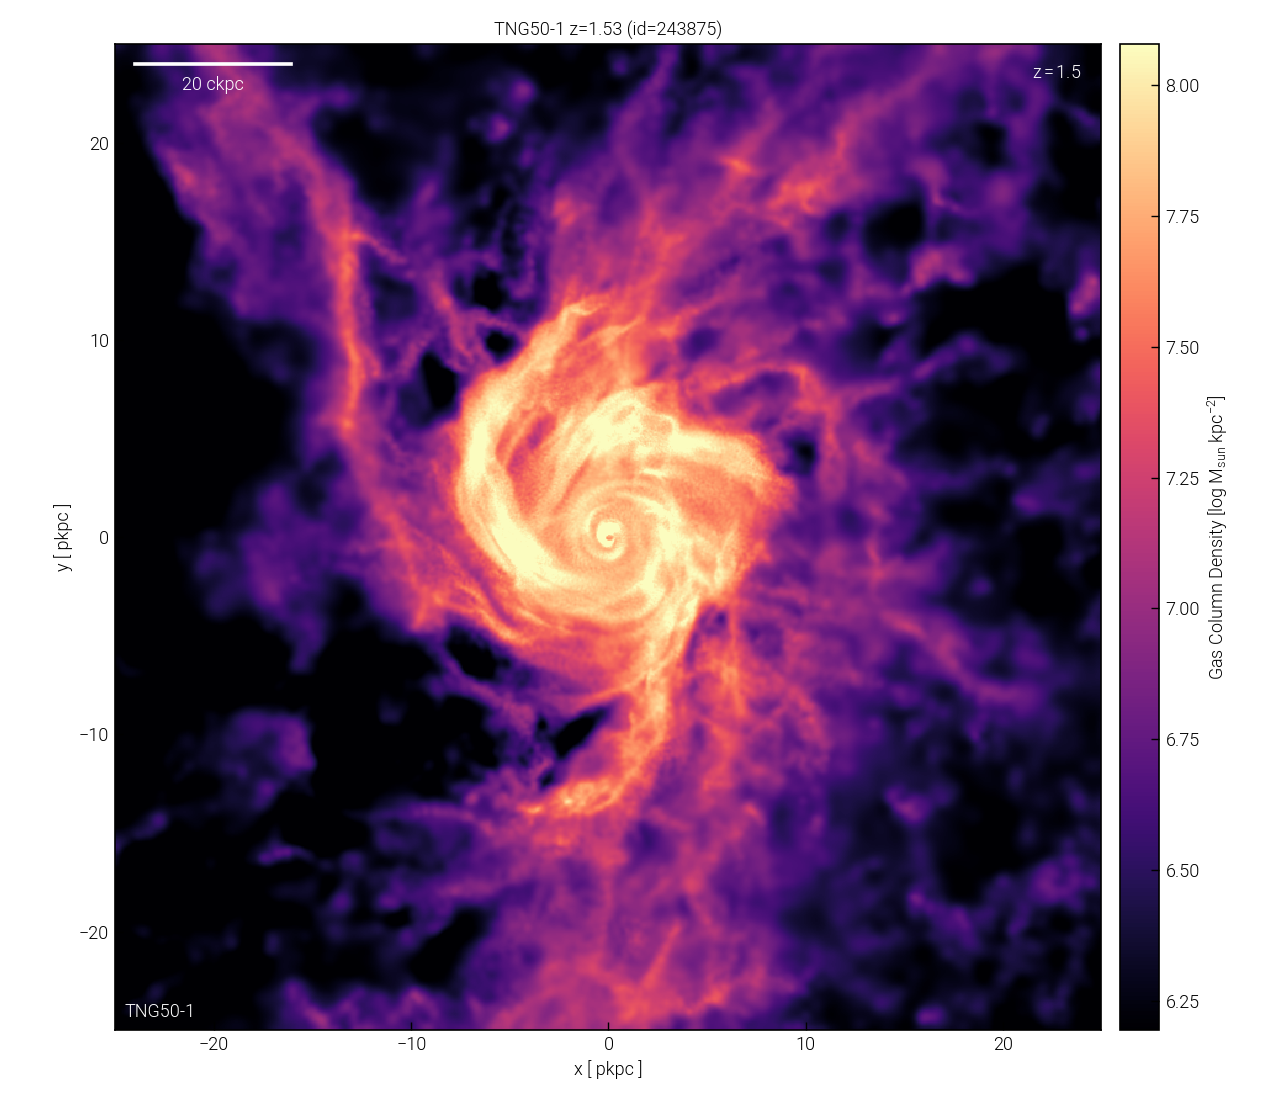 TNG50-1 z=1.53 (id=243875)
20 ckpc
z=1.5
20
10
0
−10
−20
y [ pkpc ]
TNG50-1
−20
−10
0
10
20
x [ pkpc ]
8.00
7.75
7.50
7.25
7.00
6.75
6.50
6.25
Gas Column Density [log M_sun kpc⁻²]